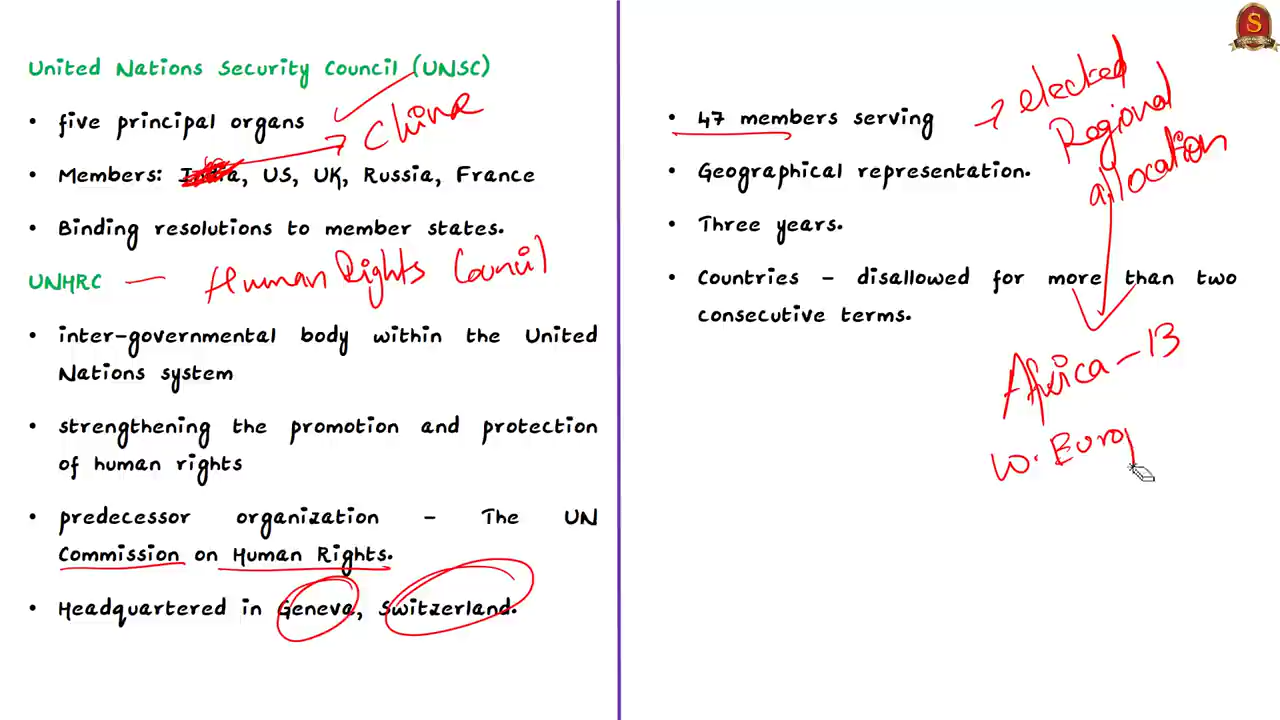 United Nations Security Council (UNSC)
• five principal organs
China
• Members: India, US, UK, Russia, France
• Binding resolutions to member states.
UNHRC — Human Rights Council
• inter-governmental body within the United
Nations system
• strengthening the promotion and protection
of human rights
• predecessor organization – The UN
Commission on Human Rights.
• Headquartered in Geneva, Switzerland.
• 47 members serving
→ elected
Regional
allocation
• Geographical representation.
• Three years.
• Countries – disallowed for more than two
consecutive terms.
Africa – 13
W. Europ
S